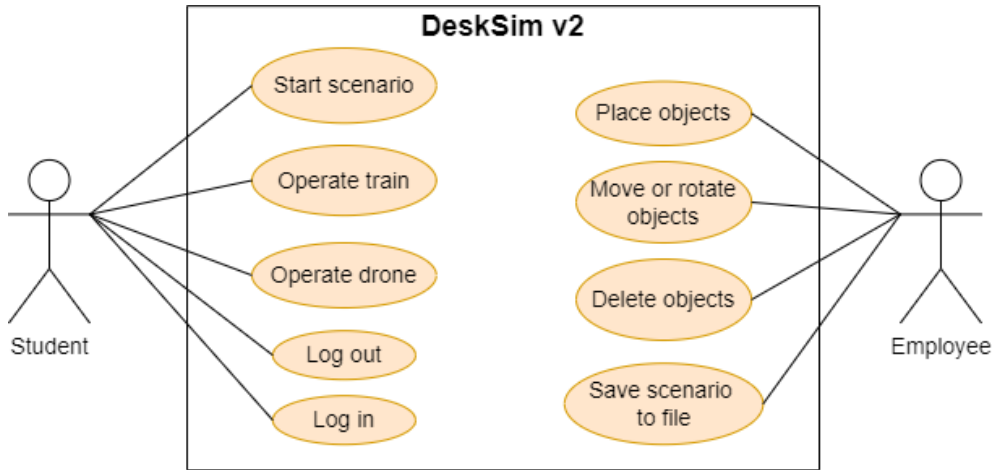 DeskSim v2
Start scenario
Operate train
Operate drone
Log out
Log in
Student
Place objects
Move or rotate
objects
Delete objects
Save scenario
to file
Employee